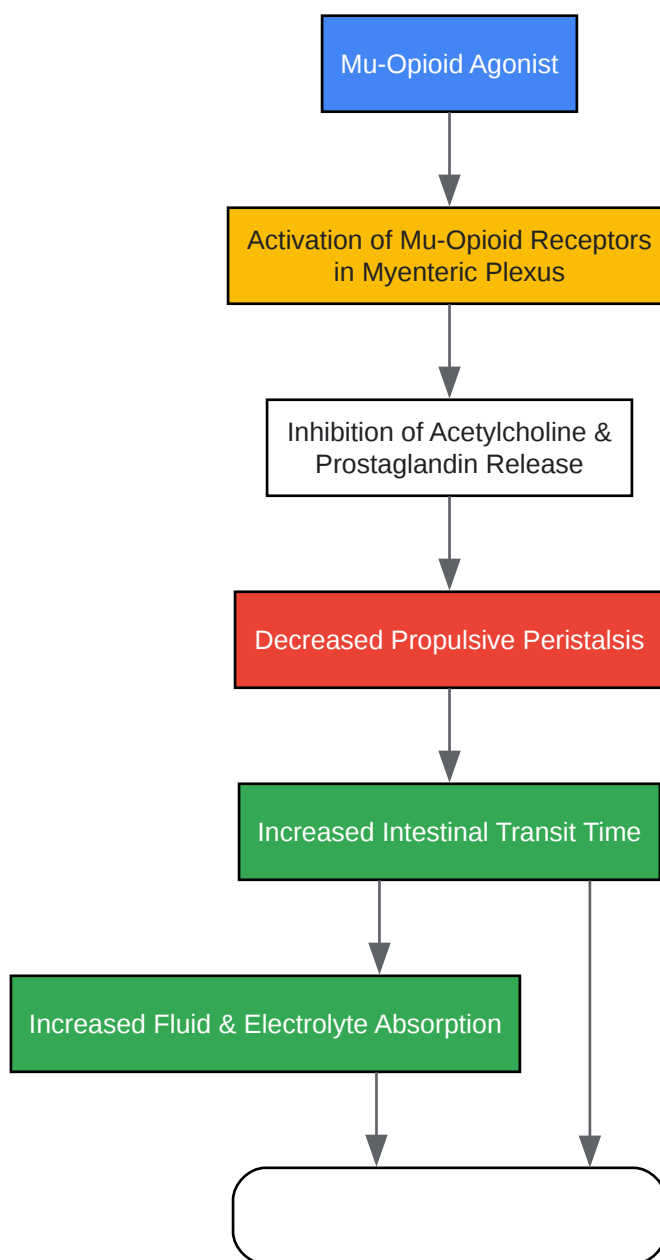 Mu-Opioid Agonist
Activation of Mu-Opioid Receptors
in Myenteric Plexus
Inhibition of Acetylcholine &
Prostaglandin Release
Decreased Propulsive Peristalsis
Increased Intestinal Transit Time
Increased Fluid & Electrolyte Absorption